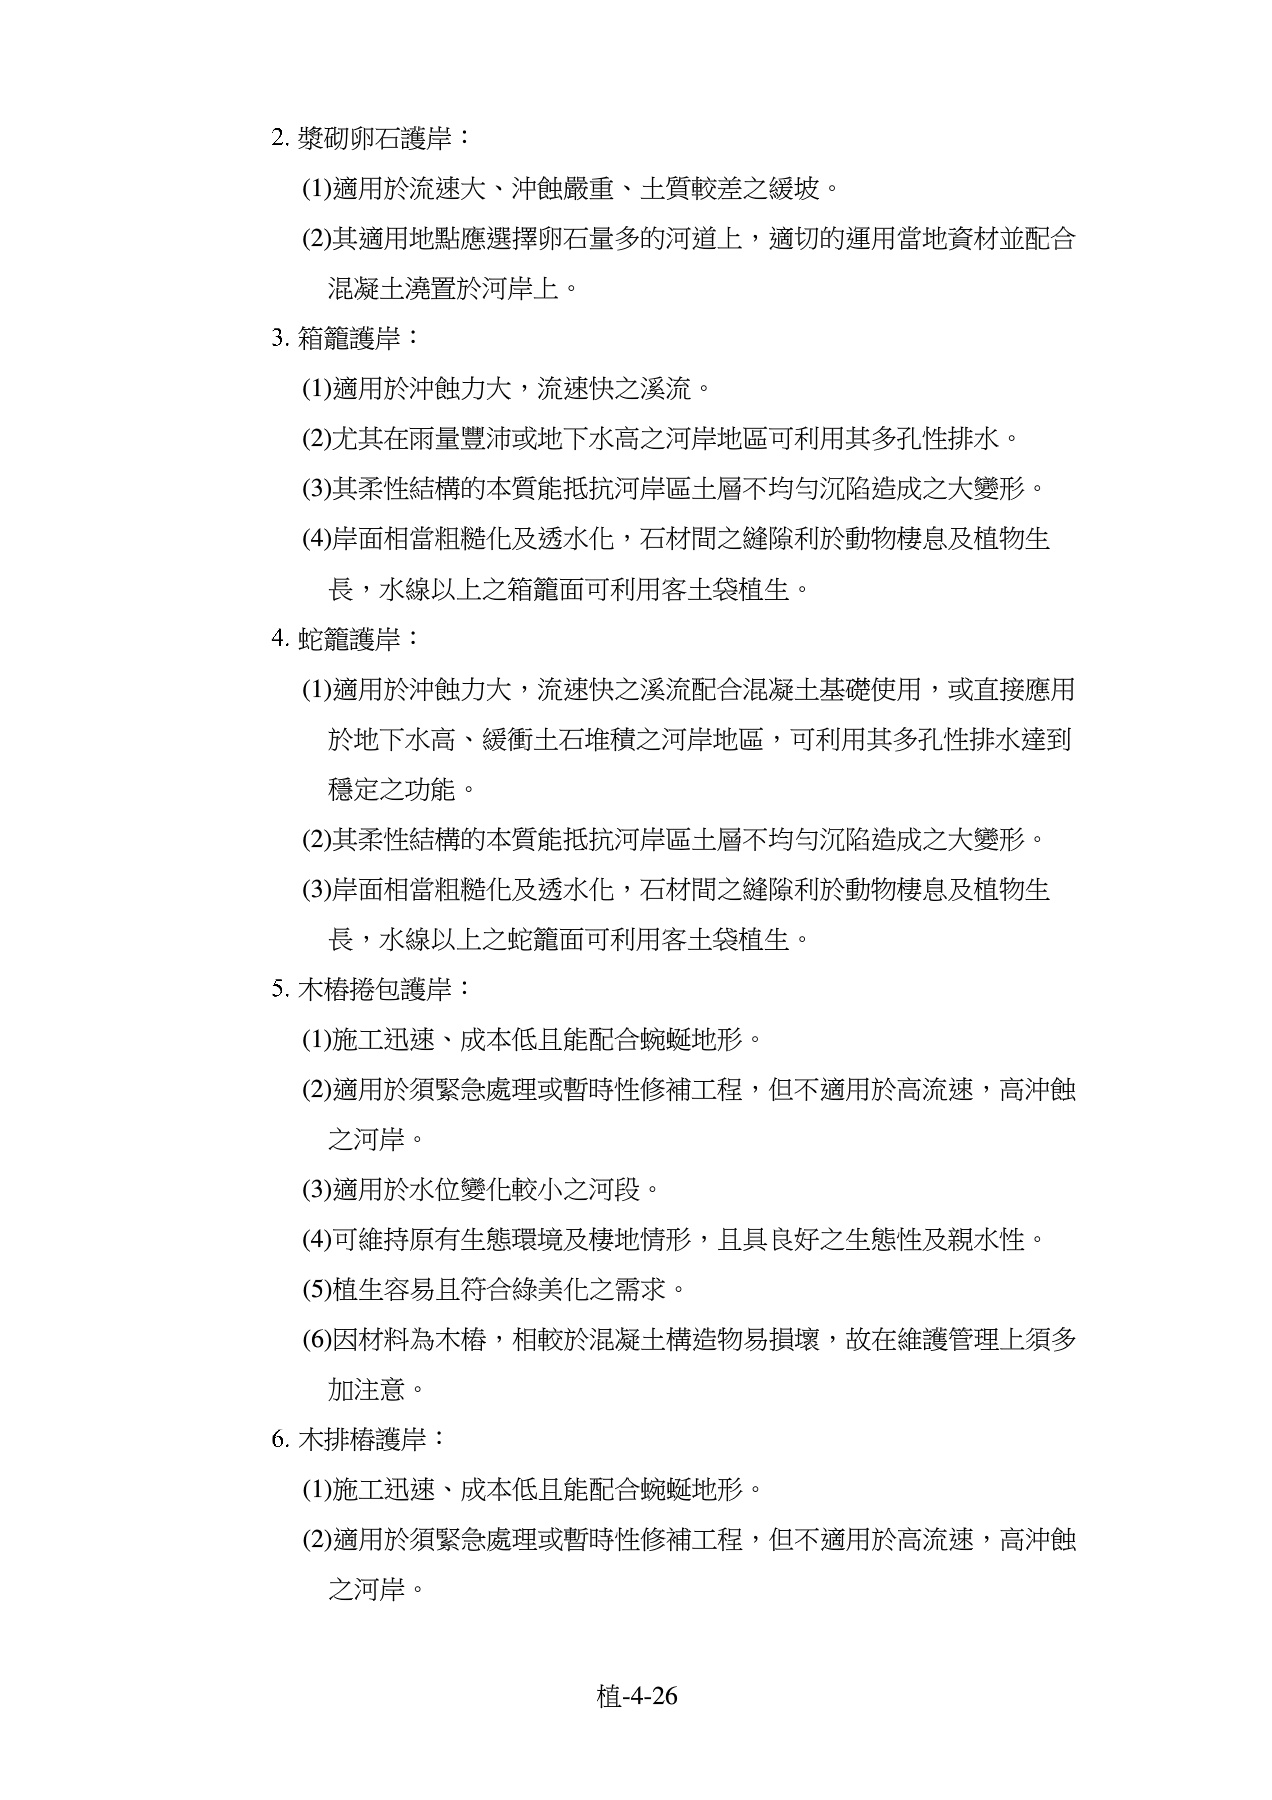 2. 漿砌卵石護岸：
(1)適用於流速大、沖蝕嚴重、土質較差之緩坡。
(2)其適用地點應選擇卵石量多的河道上，適切的運用當地資材並配合
混凝土澆置於河岸上。
3. 箱籠護岸：
(1)適用於沖蝕力大，流速快之溪流。
(2)尤其在雨量豐沛或地下水高之河岸地區可利用其多孔性排水。
(3)其柔性結構的本質能抵抗河岸區土層不均勻沉陷造成之大變形。
(4)岸面相當粗糙化及透水化，石材間之縫隙利於動物棲息及植物生
長，水線以上之箱籠面可利用客土袋植生。
4. 蛇籠護岸：
(1)適用於沖蝕力大，流速快之溪流配合混凝土基礎使用，或直接應用
於地下水高、緩衝土石堆積之河岸地區，可利用其多孔性排水達到
穩定之功能。
(2)其柔性結構的本質能抵抗河岸區土層不均勻沉陷造成之大變形。
(3)岸面相當粗糙化及透水化，石材間之縫隙利於動物棲息及植物生
長，水線以上之蛇籠面可利用客土袋植生。
5. 木樁捲包護岸：
(1)施工迅速、成本低且能配合蜿蜒地形。
(2)適用於須緊急處理或暫時性修補工程，但不適用於高流速，高沖蝕
之河岸。
(3)適用於水位變化較小之河段。
(4)可維持原有生態環境及棲地情形，且具良好之生態性及親水性。
(5)植生容易且符合綠美化之需求。
(6)因材料為木樁，相較於混凝土構造物易損壞，故在維護管理上須多
加注意。
6. 木排樁護岸：
(1)施工迅速、成本低且能配合蜿蜒地形。
(2)適用於須緊急處理或暫時性修補工程，但不適用於高流速，高沖蝕
之河岸。
植-4-26